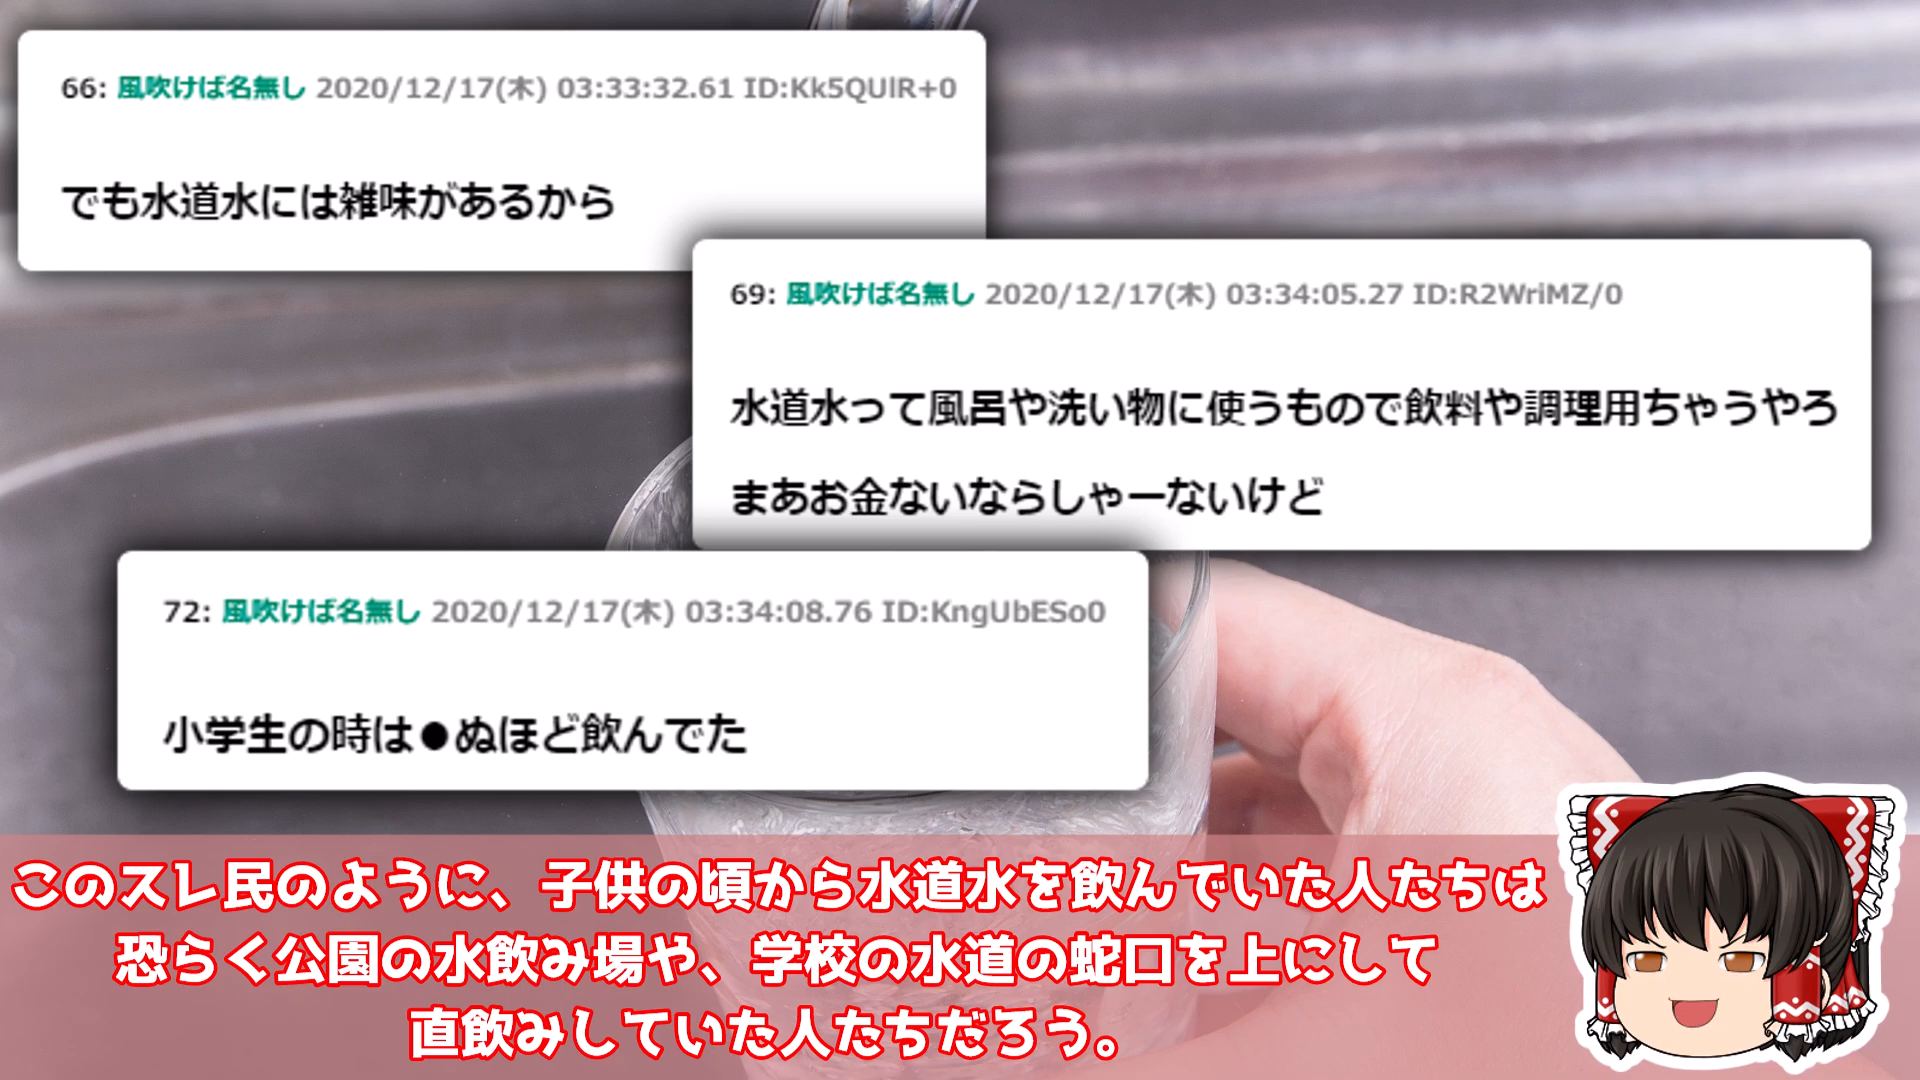 66: 風吹けば名無し 2020/12/17(木) 03:33:32.61 ID:Kk5QUlR+0
でも水道水には雑味があるから
69: 風吹けば名無し 2020/12/17(木) 03:34:05.27 ID:R2WriMZ/0
水道水って風呂や洗い物に使うもので飲料や調理用ちゃうやろ
まあお金ないならしゃーないけど
72: 風吹けば名無し 2020/12/17(木) 03:34:08.76 ID:KngUbESo0
小学生の時は●ぬほど飲んでた
このスレ民のように、子供の頃から水道水を飲んでいた人たちは
恐らく公園の水飲み場や、学校の水道の蛇口を上にして
直飲みしていた人たちだろう。